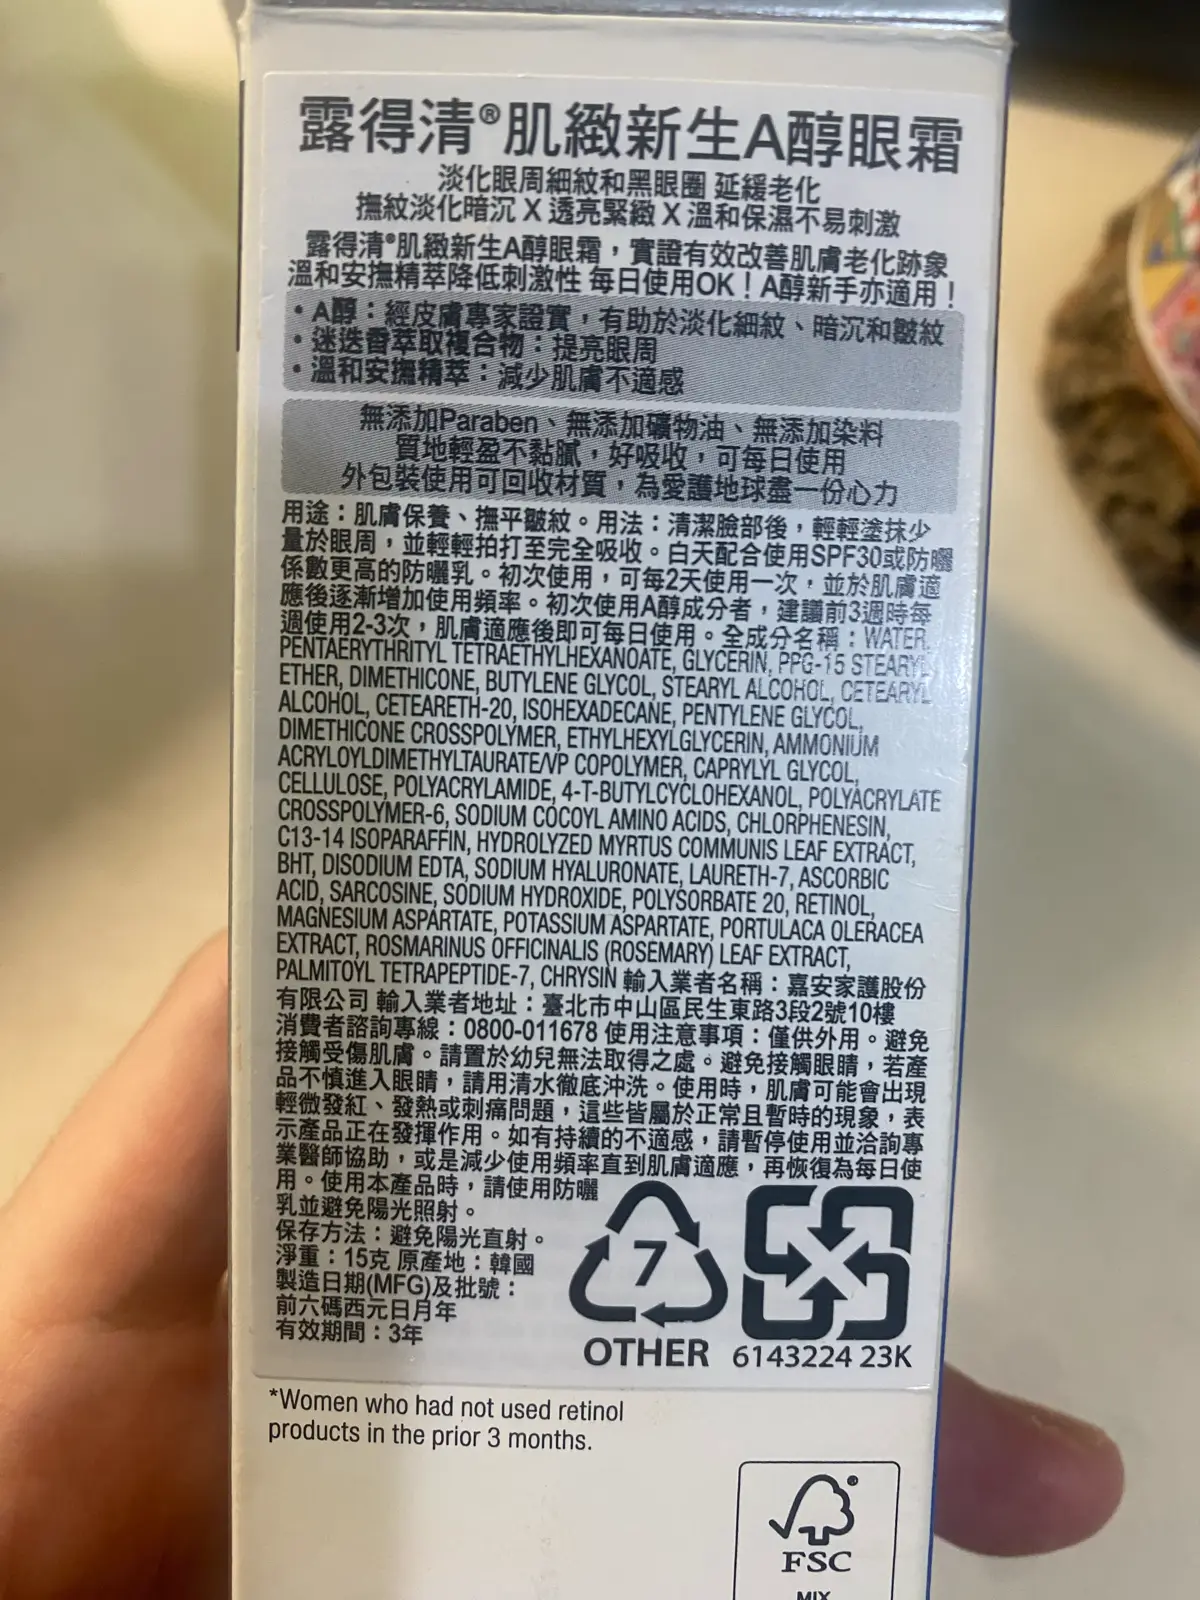 露得清®肌緻新生A醇眼霜
淡化眼周細紋和黑眼圈 延緩老化
撫紋淡化暗沉 X 透亮緊緻 X 溫和保濕不易刺激
露得清®肌緻新生A醇眼霜，實證有效改善肌膚老化跡象
溫和安撫精萃降低刺激性 每日使用OK！A醇新手亦適用！
・A醇：經皮膚專家證實，有助於淡化細紋、暗沉和皺紋
・迷迭香萃取複合物：提亮眼周
・溫和安撫精萃：減少肌膚不適感
無添加Paraben、無添加礦物油、無添加染料
質地輕盈不黏膩，好吸收，可每日使用
外包裝使用可回收材質，為愛護地球盡一份心力
用途：肌膚保養、撫平皺紋。用法：清潔臉部後，輕輕塗抹少
量於眼周，並輕輕拍打至完全吸收。白天配合使用SPF30或防曬
係數更高的防曬乳。初次使用，可每2天使用一次，並於肌膚適
應後逐漸增加使用頻率。初次使用A醇成分者，建議前3週時每
週使用2-3次，肌膚適應後即可每日使用。全成分名稱：WATER,
PENTAERYTHRITYL TETRAETHYLHEXANOATE, GLYCERIN, PPG-15 STEARYL
ETHER, DIMETHICONE, BUTYLENE GLYCOL, STEARYL ALCOHOL, CETEARYL
ALCOHOL, CETEARETH-20, ISOHEXADECANE, PENTYLENE GLYCOL,
DIMETHICONE CROSSPOLYMER, ETHYLHEXYLGLYCERIN, AMMONIUM
ACRYLOYLDIMETHYLTAURATE/VP COPOLYMER, CAPRYLYL GLYCOL,
CELLULOSE, POLYACRYLAMIDE, 4-T-BUTYLCYCLOHEXANOL, POLYACRYLATE
CROSSPOLYMER-6, SODIUM COCOYL AMINO ACIDS, CHLORPHENESIN,
C13-14 ISOPARAFFIN, HYDROLYZED MYRTUS COMMUNIS LEAF EXTRACT,
BHT, DISODIUM EDTA, SODIUM HYALURONATE, LAURETH-7, ASCORBIC
ACID, SARCOSINE, SODIUM HYDROXIDE, POLYSORBATE 20, RETINOL,
MAGNESIUM ASPARTATE, POTASSIUM ASPARTATE, PORTULACA OLERACEA
EXTRACT, ROSMARINUS OFFICINALIS (ROSEMARY) LEAF EXTRACT,
PALMITOYL TETRAPEPTIDE-7, CHRYSIN 輸入業者名稱：嘉安家護股份
有限公司 輸入業者地址：臺北市中山區民生東路3段2號10樓
消費者諮詢專線：0800-011678 使用注意事項：僅供外用。避免
接觸受傷肌膚。請置於幼兒無法取得之處。避免接觸眼睛，若產
品不慎進入眼睛，請用清水徹底沖洗。使用時，肌膚可能會出現
輕微發紅、發熱或刺痛問題，這些皆屬於正常且暫時的現象，表
示產品正在發揮作用。如有持續的不適感，請暫停使用並洽詢專
業醫師協助，或是減少使用頻率直到肌膚適應，再恢復為每日使
用。使用本產品時，請使用防曬
乳並避免陽光照射。
保存方法：避免陽光直射。
淨重：15克 原產地：韓國
製造日期(MFG)及批號：
前六碼西元日月年
有效期間：3年
7
OTHER
6143224 23K
*Women who had not used retinol
products in the prior 3 months.
FSC
MIX